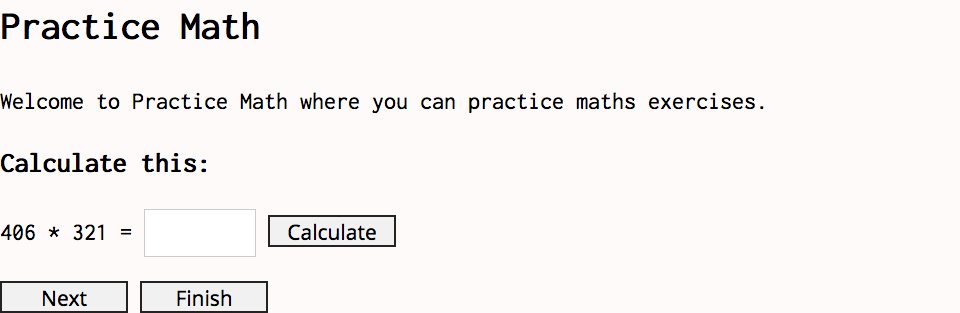 Practice Math
Welcome to Practice Math where you can practice maths exercises.
Calculate this:
406 * 321 = Calculate
Next Finish